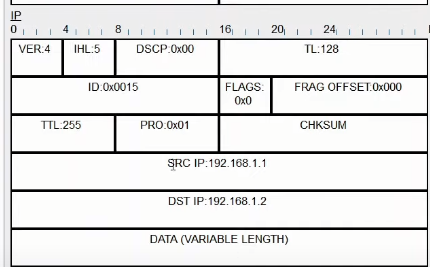 IP
0 4 8 16 20 24
VER:4 IHL:5 DSCP:0x00 TL:128
ID:0x0015 FLAGS: 0x0 FRAG OFFSET:0x000
TTL:255 PRO:0x01 CHKSUM
SRC IP:192.168.1.1
DST IP:192.168.1.2
DATA (VARIABLE LENGTH)